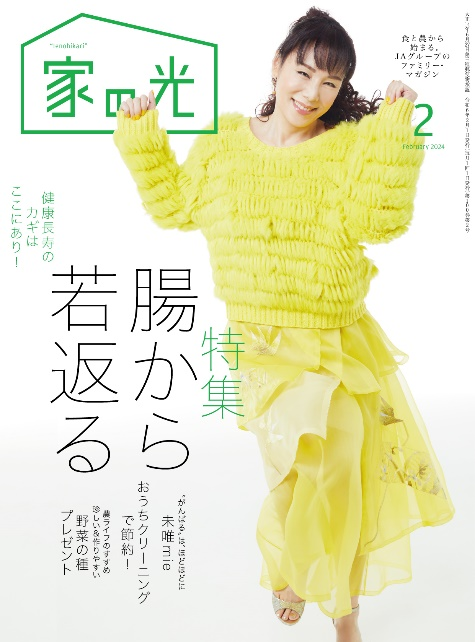 "ienohikari"
家の光
食と農から
始まる。
JAグループの
ファミリー・
マガジン
2
February 2024
健康長寿の
カギは
ここにあり!
特集
腸から
若返る
“がんばる”は、ほどほどに
未唯mie
おうちクリーニング
で節約!
農ライフのすすめ
珍しい&作りやすい
野菜の種
プレゼント